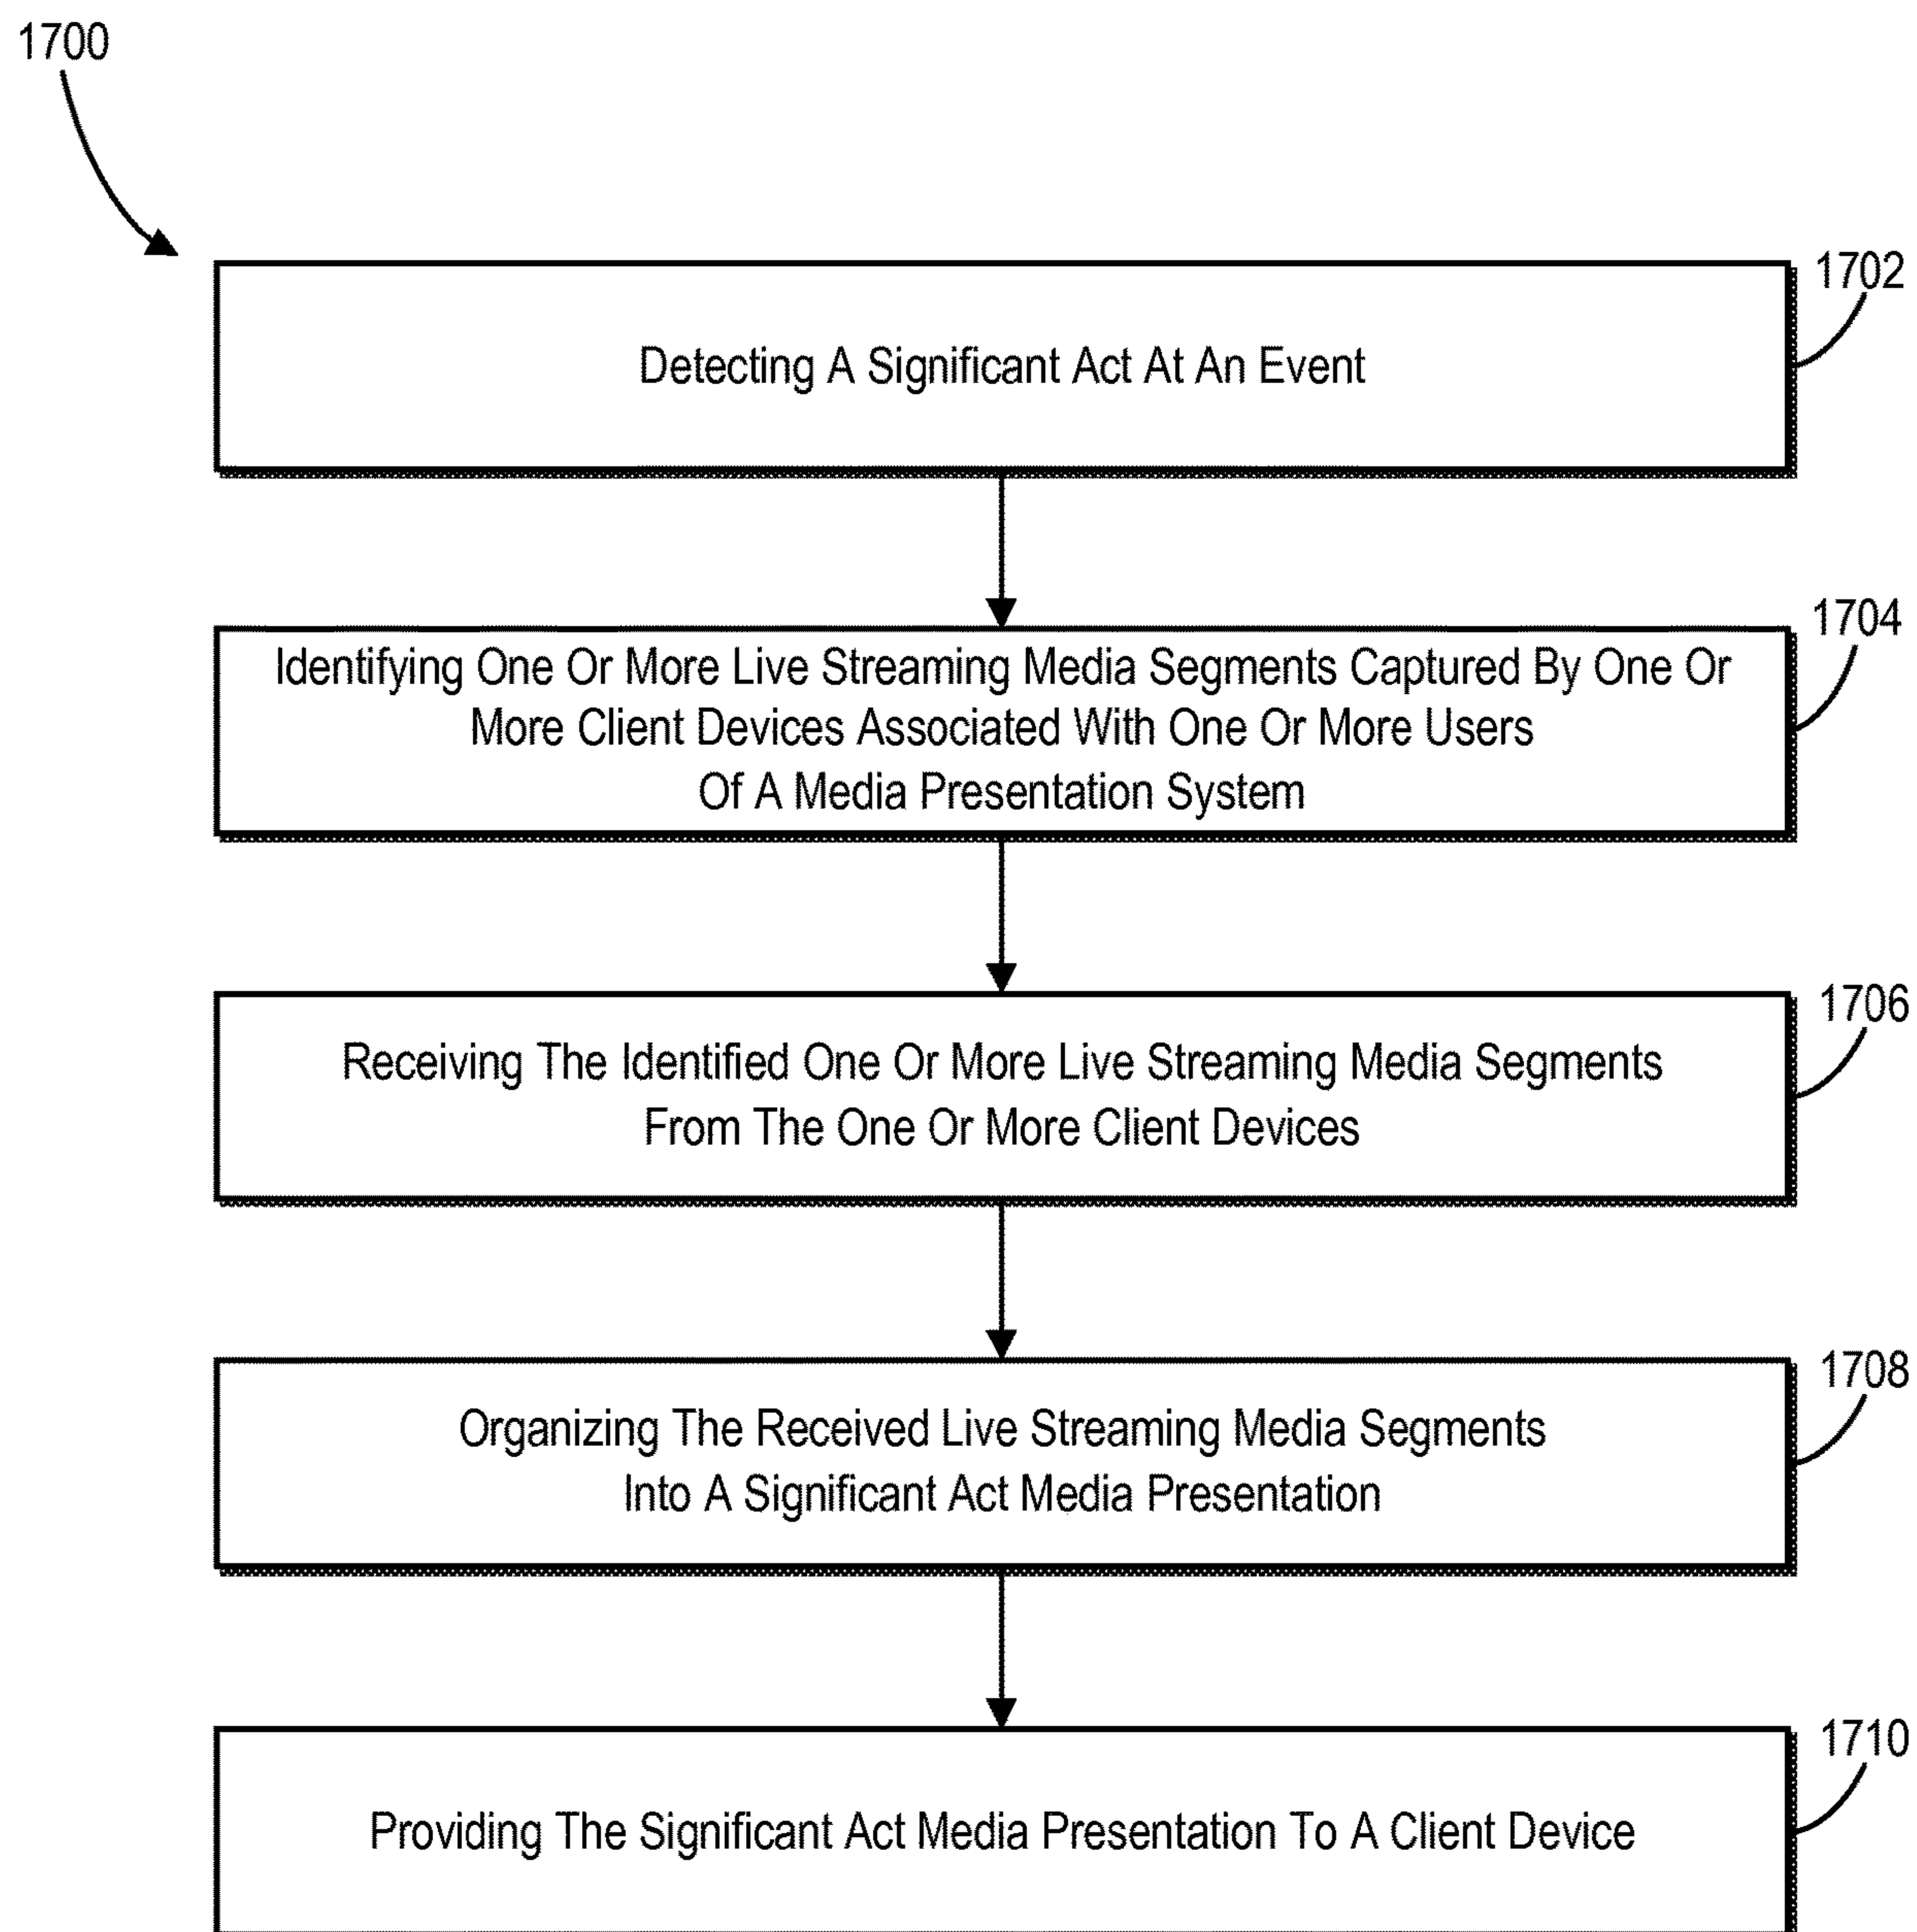 1700
1702
Detecting A Significant Act At An Event
1704
Identifying One Or More Live Streaming Media Segments Captured By One Or
More Client Devices Associated With One Or More Users
Of A Media Presentation System
1706
Receiving The Identified One Or More Live Streaming Media Segments
From The One Or More Client Devices
1708
Organizing The Received Live Streaming Media Segments
Into A Significant Act Media Presentation
1710
Providing The Significant Act Media Presentation To A Client Device